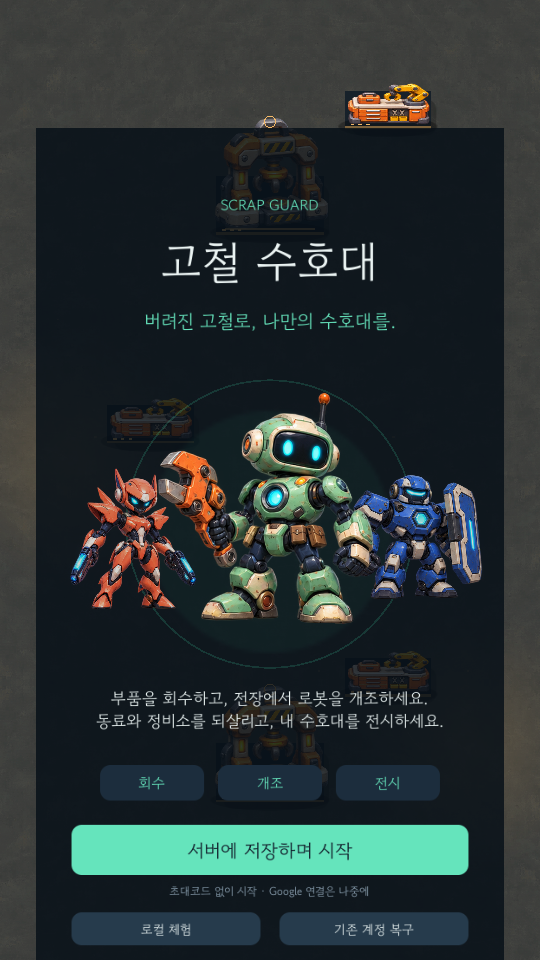 SCRAP GUARD
고철 수호대
버려진 고철로, 나만의 수호대를.
부품을 회수하고, 전장에서 로봇을 개조하세요.
동료와 정비소를 되살리고, 내 수호대를 전시하세요.
회수
개조
전시
서버에 저장하며 시작
초대코드 없이 시작 · Google 연결은 나중에
로컬 체험
기존 계정 복구